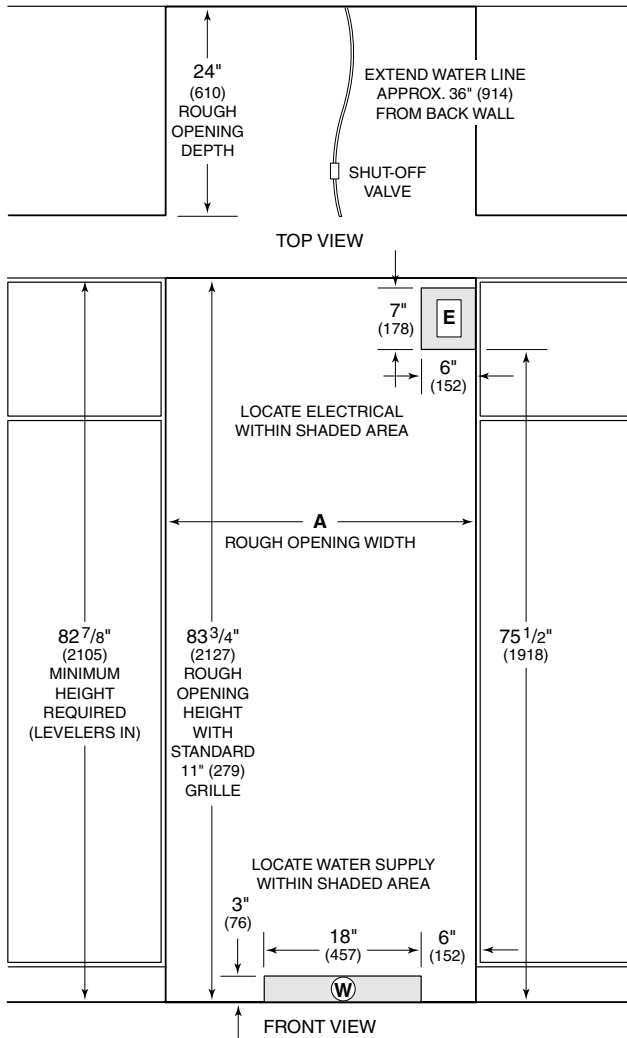 24"
(610)
ROUGH
OPENING
DEPTH
EXTEND WATER LINE
APPROX. 36" (914)
FROM BACK WALL
SHUT-OFF
VALVE
TOP VIEW
7"
(178)
E
6"
(152)
LOCATE ELECTRICAL
WITHIN SHADED AREA
A
ROUGH OPENING WIDTH
82 7/8"
(2105)
MINIMUM
HEIGHT
REQUIRED
(LEVELERS IN)
83 3/4"
(2127)
ROUGH
OPENING
HEIGHT
WITH
STANDARD
11" (279)
GRILLE
75 1/2"
(1918)
LOCATE WATER SUPPLY
WITHIN SHADED AREA
3"
(76)
18"
(457)
6"
(152)
W
FRONT VIEW